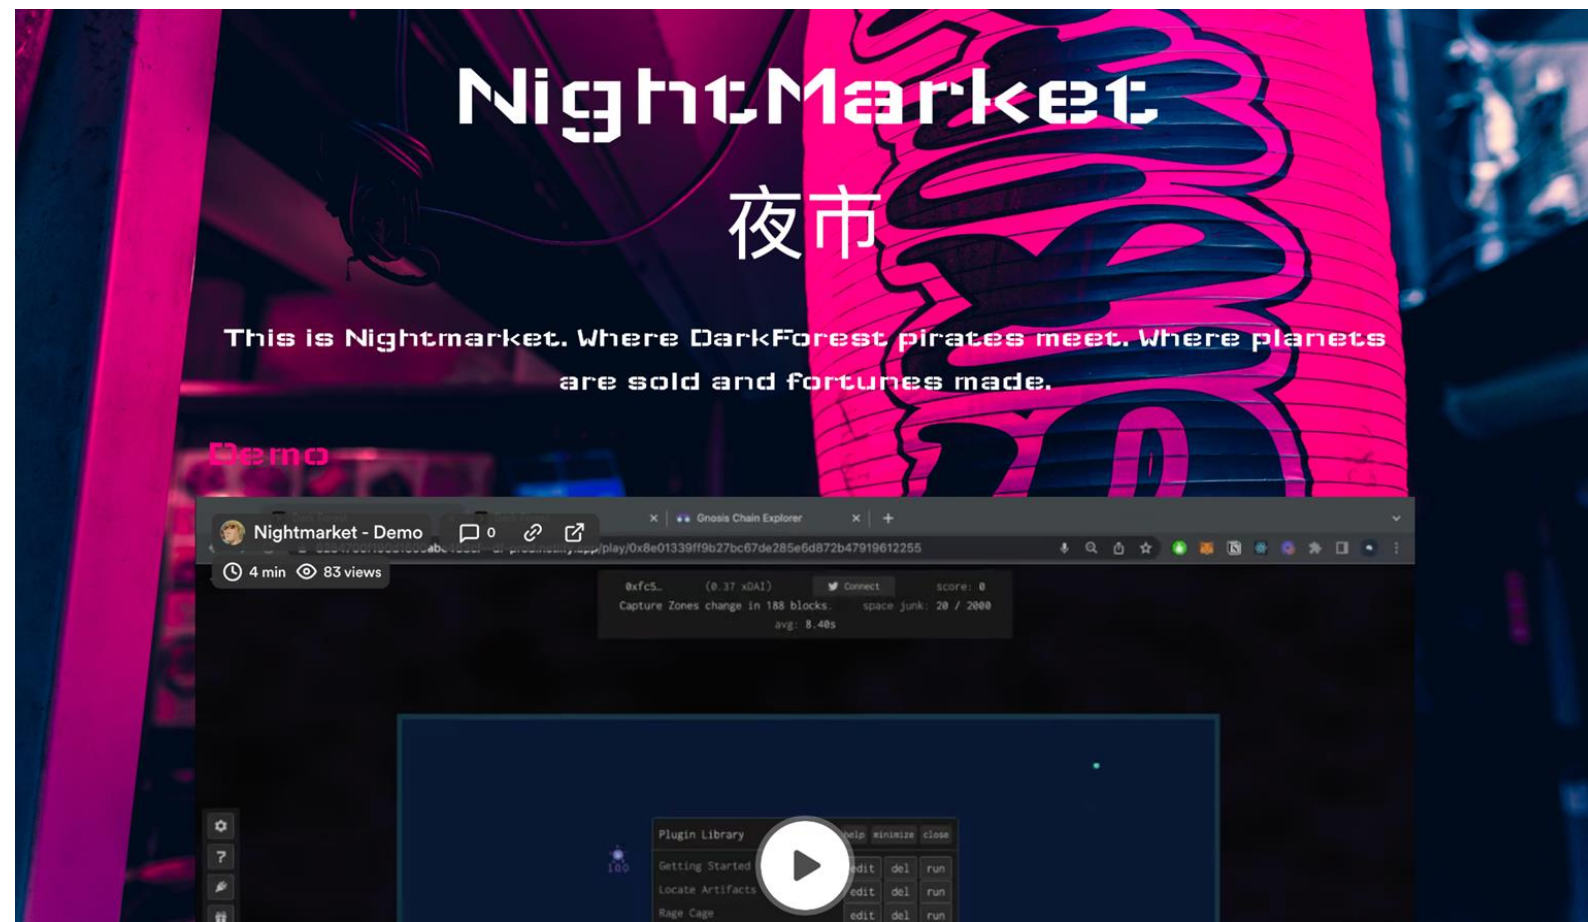 NightMarket
夜市
This is Nightmarket. Where DarkForest pirates meet. Where planets
are sold and fortunes made.
Demo
Nightmarket - Demo
0
Gnosis Chain Explorer
/play/0x8e01339ff9b27bc67de285e6d872b47919612255
4 min 83 views
0xfc5… (0.37 xDAI) Connect score: 0
Capture Zones change in 188 blocks. space junk: 20 / 2000
avg: 8.40s
Plugin Library help minimize close
100
Getting Started edit del run
Locate Artifacts edit del run
Rage Cage edit del run